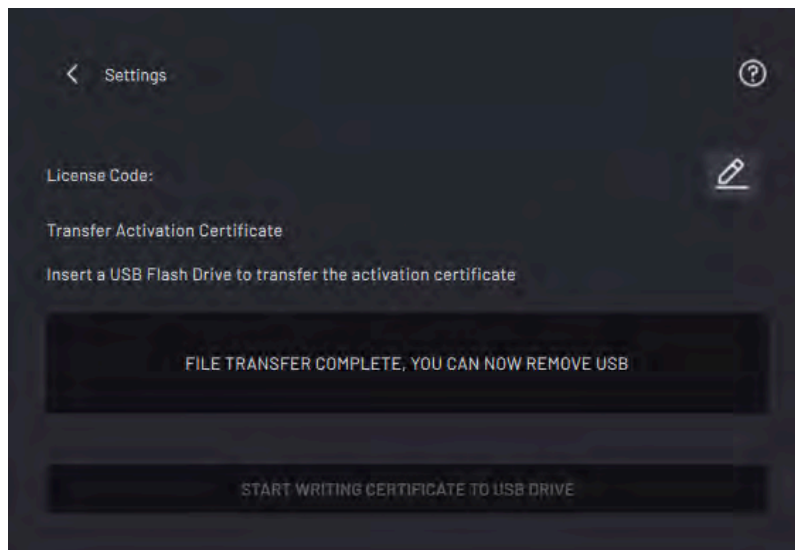 Settings
License Code:
Transfer Activation Certificate
Insert a USB Flash Drive to transfer the activation certificate
FILE TRANSFER COMPLETE, YOU CAN NOW REMOVE USB
START WRITING CERTIFICATE TO USB DRIVE